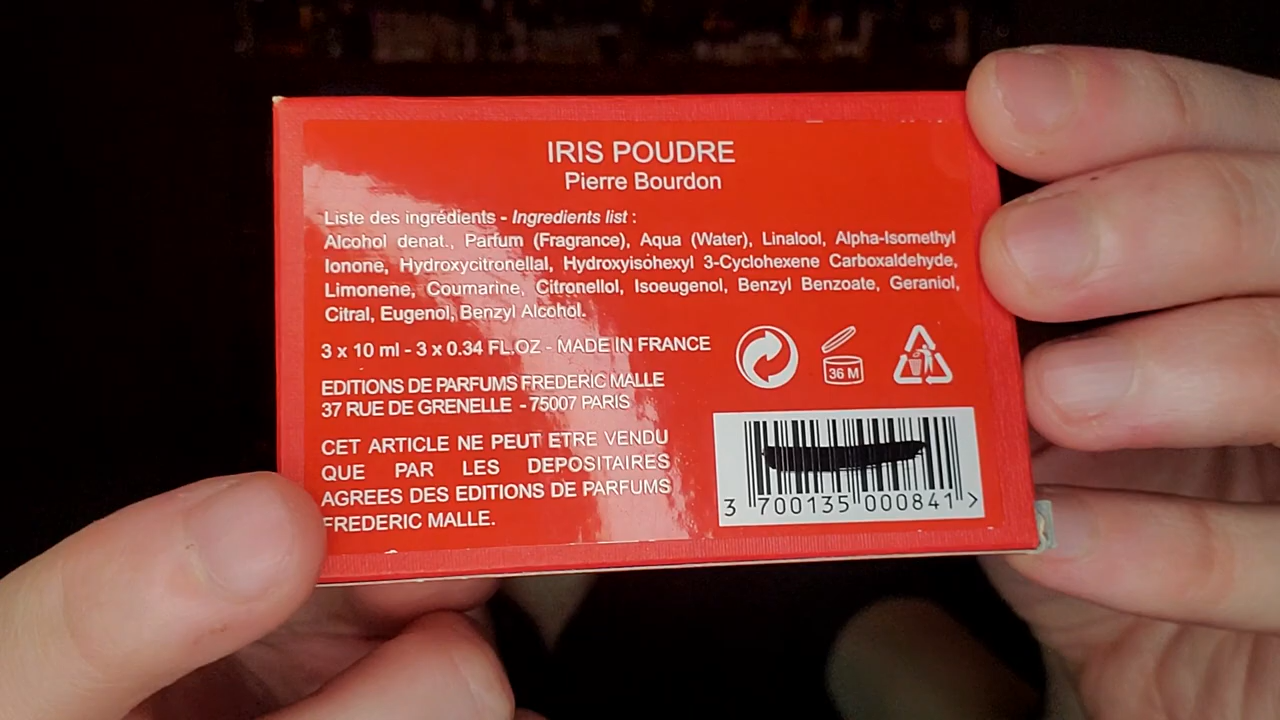 IRIS POUDRE
Pierre Bourdon
Liste des ingrédients - Ingredients list :
Alcohol denat., Parfum (Fragrance), Aqua (Water), Linalool, Alpha-Isomethyl
Ionone, Hydroxycitronellal, Hydroxyisohexyl 3-Cyclohexene Carboxaldehyde,
Limonene, Coumarine, Citronellol, Isoeugenol, Benzyl Benzoate, Geraniol,
Citral, Eugenol, Benzyl Alcohol.
3 x 10 ml - 3 x 0.34 FL.OZ - MADE IN FRANCE
36 M
EDITIONS DE PARFUMS FREDERIC MALLE
37 RUE DE GRENELLE - 75007 PARIS
CET ARTICLE NE PEUT ETRE VENDU
QUE PAR LES DEPOSITAIRES
AGREES DES EDITIONS DE PARFUMS
FREDERIC MALLE.
3 700135 000841 >